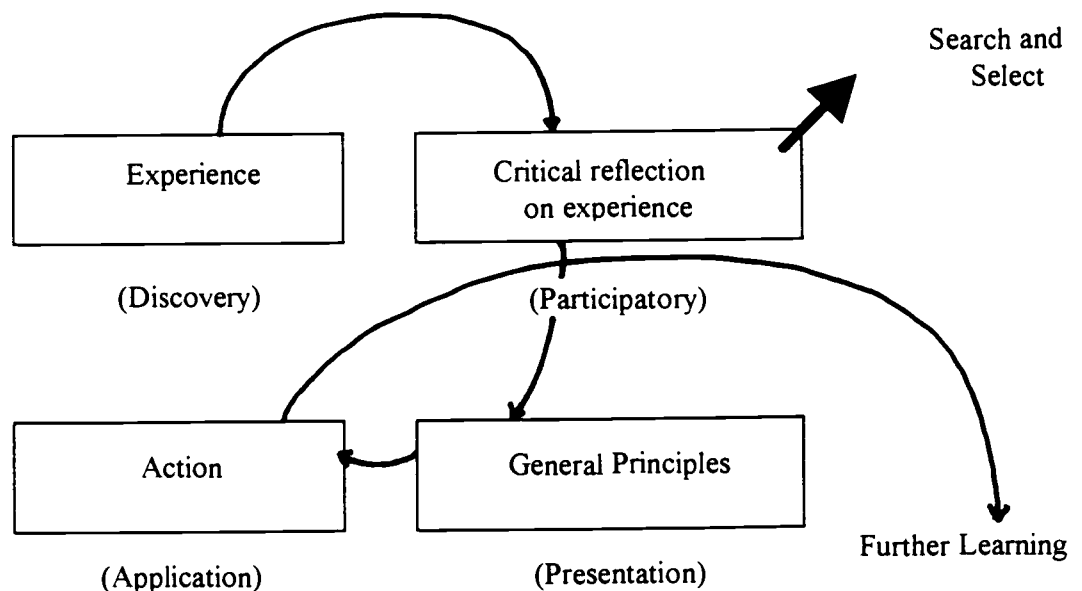 Search and
Select
Experience
Critical reflection
on experience
(Discovery)
(Participatory)
Action
General Principles
Further Learning
(Application)
(Presentation)